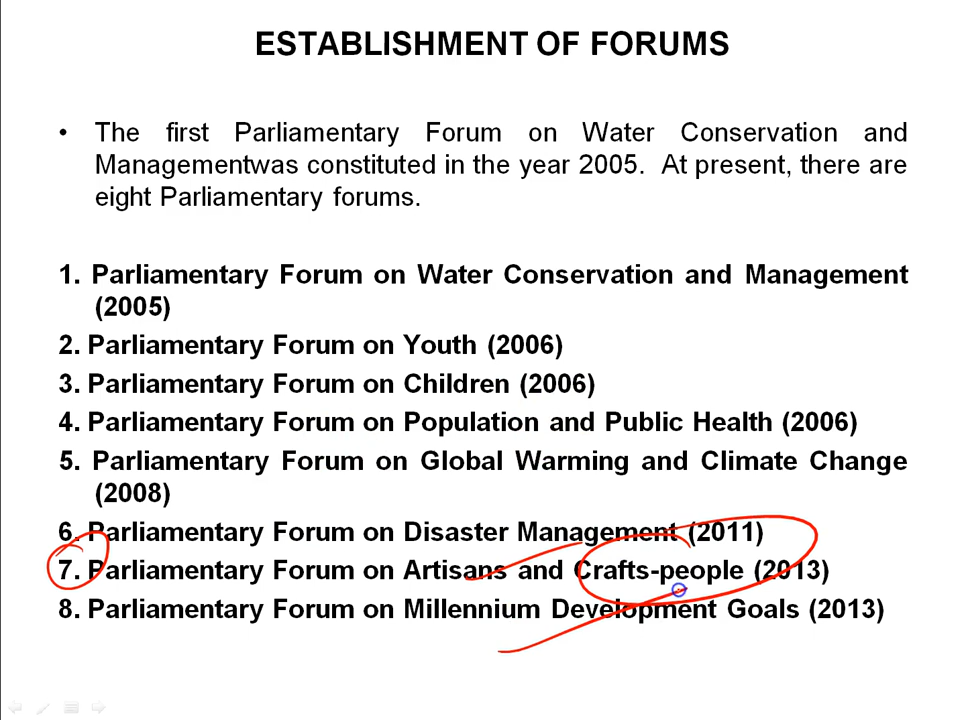 ESTABLISHMENT OF FORUMS
• The first Parliamentary Forum on Water Conservation and
Managementwas constituted in the year 2005. At present, there are
eight Parliamentary forums.
1. Parliamentary Forum on Water Conservation and Management
(2005)
2. Parliamentary Forum on Youth (2006)
3. Parliamentary Forum on Children (2006)
4. Parliamentary Forum on Population and Public Health (2006)
5. Parliamentary Forum on Global Warming and Climate Change
(2008)
6. Parliamentary Forum on Disaster Management (2011)
7. Parliamentary Forum on Artisans and Crafts-people (2013)
8. Parliamentary Forum on Millennium Development Goals (2013)